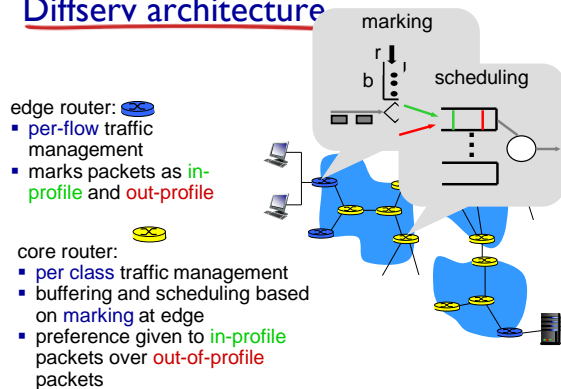 Diffserv architecture
marking
r
b
scheduling
edge router:
▪ per-flow traffic
management
▪ marks packets as in-
profile and out-profile
core router:
▪ per class traffic management
▪ buffering and scheduling based
on marking at edge
▪ preference given to in-profile
packets over out-of-profile
packets